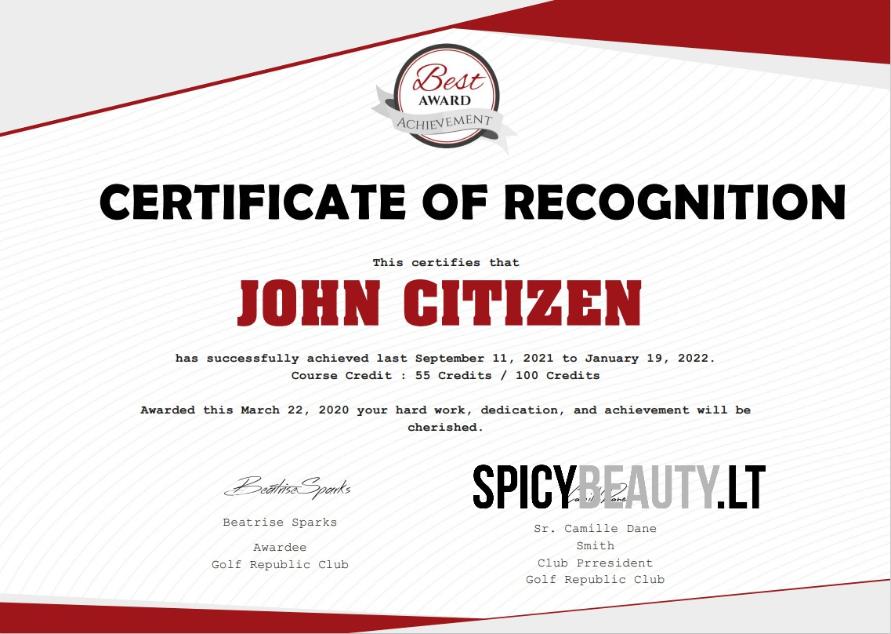 Best
AWARD
ACHIEVEMENT
CERTIFICATE OF RECOGNITION
This certifies that
JOHN CITIZEN
has successfully achieved last September 11, 2021 to January 19, 2022.
Course Credit : 55 Credits / 100 Credits
Awarded this March 22, 2020 your hard work, dedication, and achievement will be
cherished.
Beatrise Sparks
SPICYBEAUTY.LT
Beatrise Sparks
Awardee
Golf Republic Club
Sr. Camille Dane
Smith
Club Prresident
Golf Republic Club